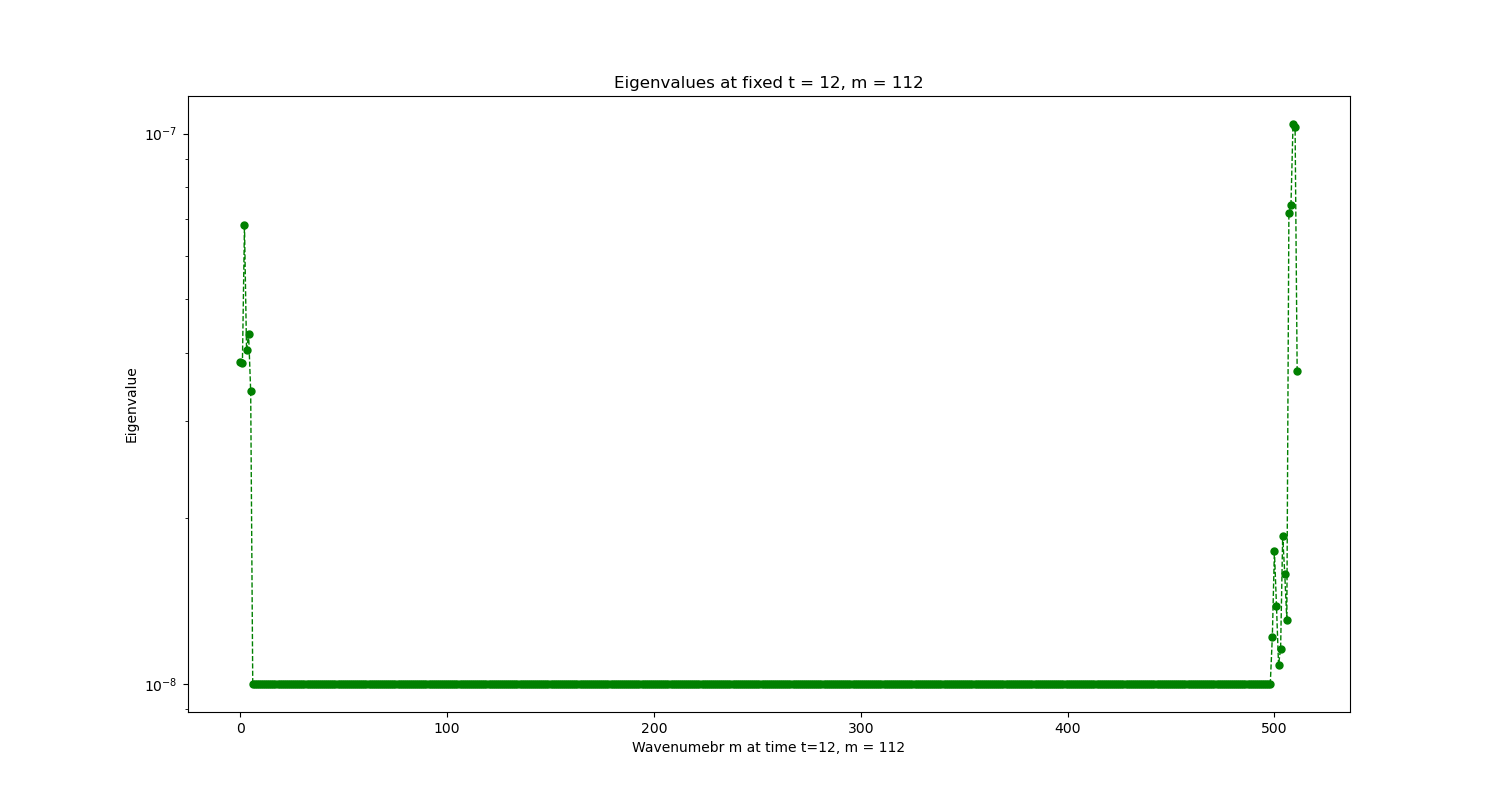 Eigenvalues at fixed t = 12, m = 112
10⁻⁷
10⁻⁸
Eigenvalue
0 100 200 300 400 500
Wavenumebr m at time t=12, m = 112